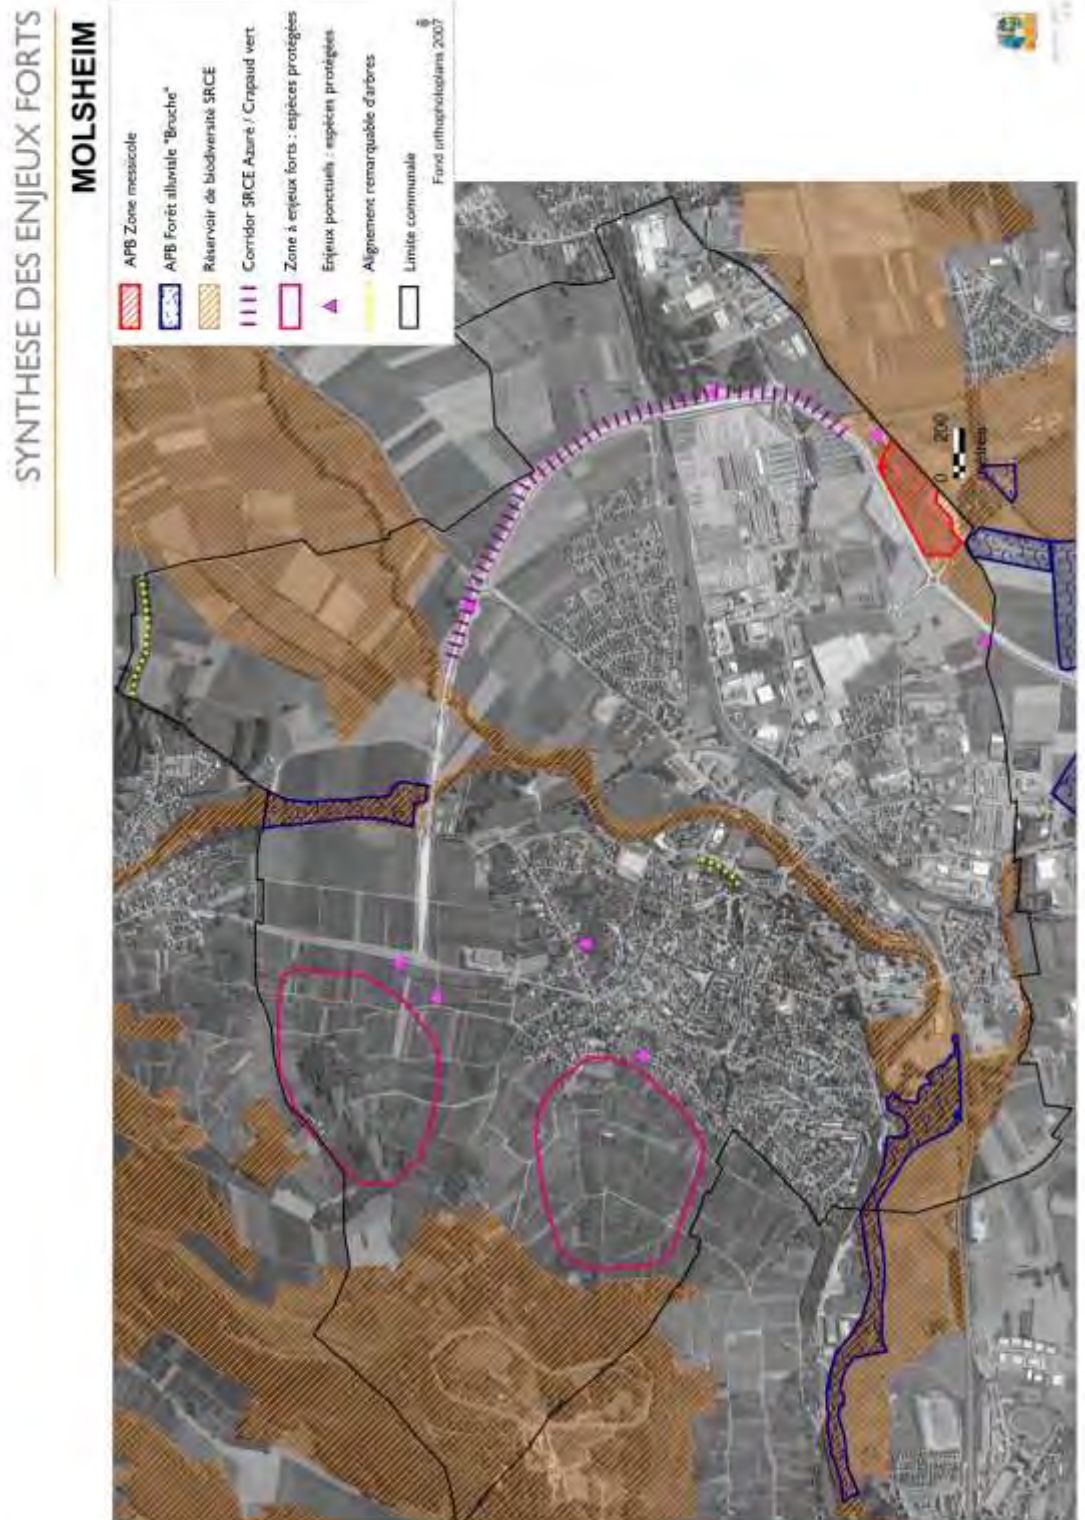 SYNTHESE DES ENJEUX FORTS
MOLSHEIM
APB Zone messicole
APB Forêt alluviale "Bruche"
Réservoir de biodiversité SRCE
Corridor SRCE Azuré / Crapaud vert
Zone à enjeux forts : espèces protégées
Enjeux ponctuels : espèces protégées
Alignement remarquable d'arbres
Limite communale
Fond orthophotoplans 2007
0 200
mètres